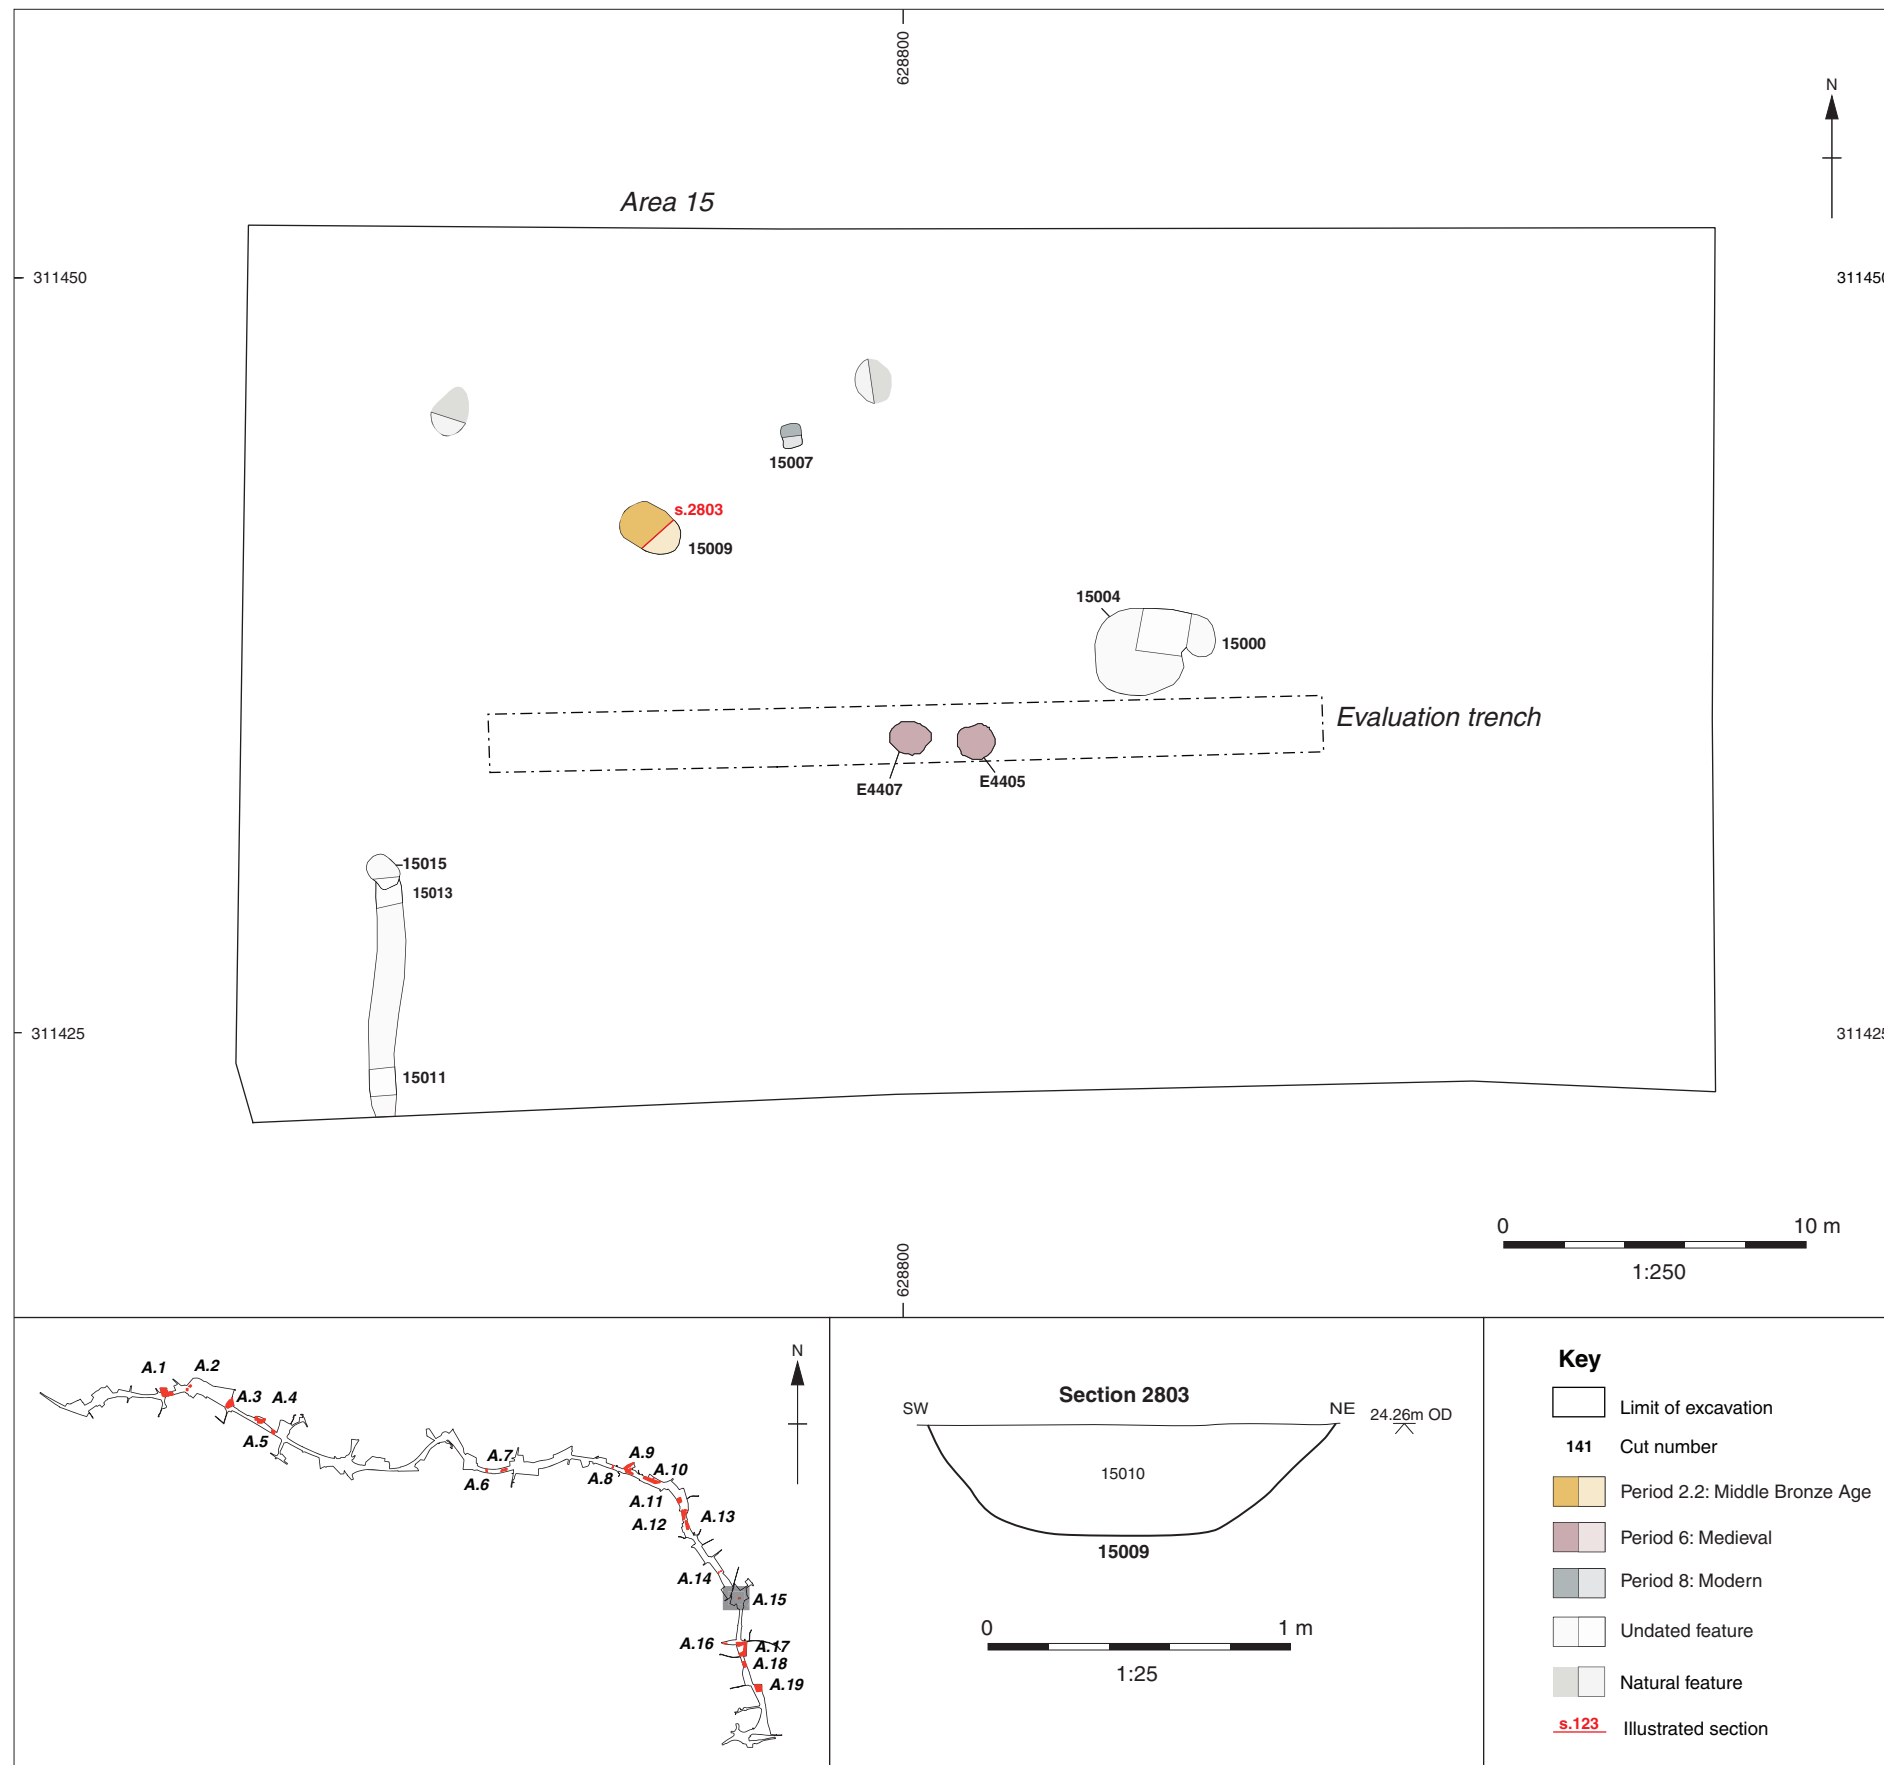 628800
N
Area 15
311450
311450
15007
s.2803
15009
15004
15000
Evaluation trench
E4407
E4405
15015
15013
311425
311425
15011
0 10 m
1:250
628800
A.1
A.2
A.3
A.4
A.5
A.6
A.7
A.8
A.9
A.10
A.11
A.12
A.13
A.14
A.15
A.16
A.17
A.18
A.19
N
Section 2803
SW
NE
24.26m OD
15010
15009
0 1 m
1:25
Key
Limit of excavation
141 Cut number
Period 2.2: Middle Bronze Age
Period 6: Medieval
Period 8: Modern
Undated feature
Natural feature
s.123 Illustrated section